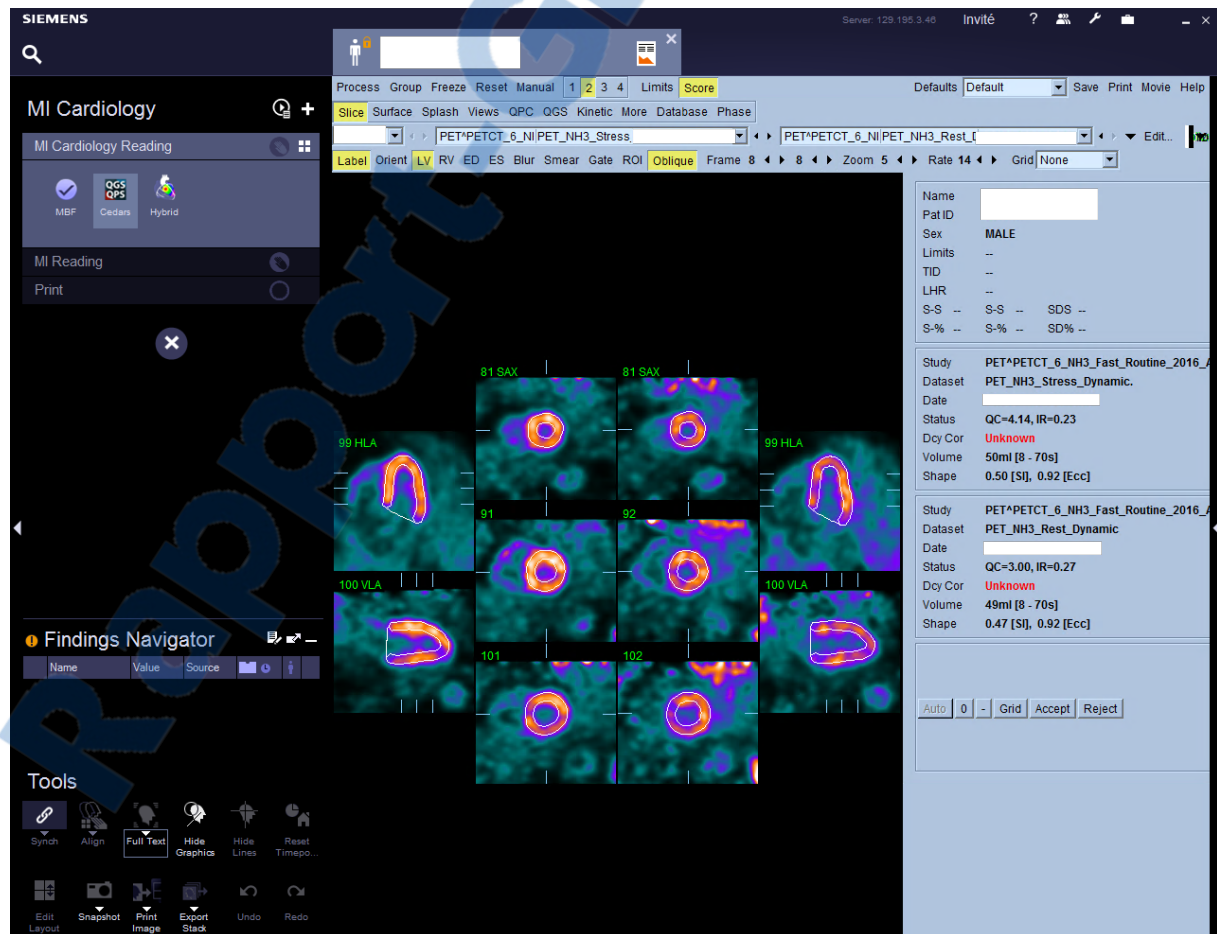 SIEMENS
Server: 129.195.3.46 Invité ?
Process Group Freeze Reset Manual 1 2 3 4 Limits Score Defaults Default Save Print Movie Help
MI Cardiology
Slice Surface Splash Views QPC QGS Kinetic More Database Phase
PET^PETCT_6_NI PET_NH3_Stress PET^PETCT_6_NI PET_NH3_Rest_D Edit...
MI Cardiology Reading
Label Orient LV RV ED ES Blur Smear Gate ROI Oblique Frame 8 8 Zoom 5 Rate 14 Grid None
QGS
QPS
MBF Cedars Hybrid
MI Reading
Print
Name
Pat ID
Sex MALE
Limits --
TID --
LHR --
S-S -- S-S -- SDS --
S-% -- S-% -- SD% --
81 SAX 81 SAX
99 HLA 99 HLA
91 92
100 VLA 100 VLA
101 102
Study PET^PETCT_6_NH3_Fast_Routine_2016_A
Dataset PET_NH3_Stress_Dynamic.
Date
Status QC=4.14, IR=0.23
Dcy Cor Unknown
Volume 50ml [8 - 70s]
Shape 0.50 [SI], 0.92 [Ecc]
Study PET^PETCT_6_NH3_Fast_Routine_2016_A
Dataset PET_NH3_Rest_Dynamic
Date
Status QC=3.00, IR=0.27
Dcy Cor Unknown
Volume 49ml [8 - 70s]
Shape 0.47 [SI], 0.92 [Ecc]
Auto 0 - Grid Accept Reject
Findings Navigator
Name Value Source
Tools
Synch Align Full Text Hide Graphics Hide Lines Reset Timepo...
Edit Layout Snapshot Print Image Export Stack Undo Redo